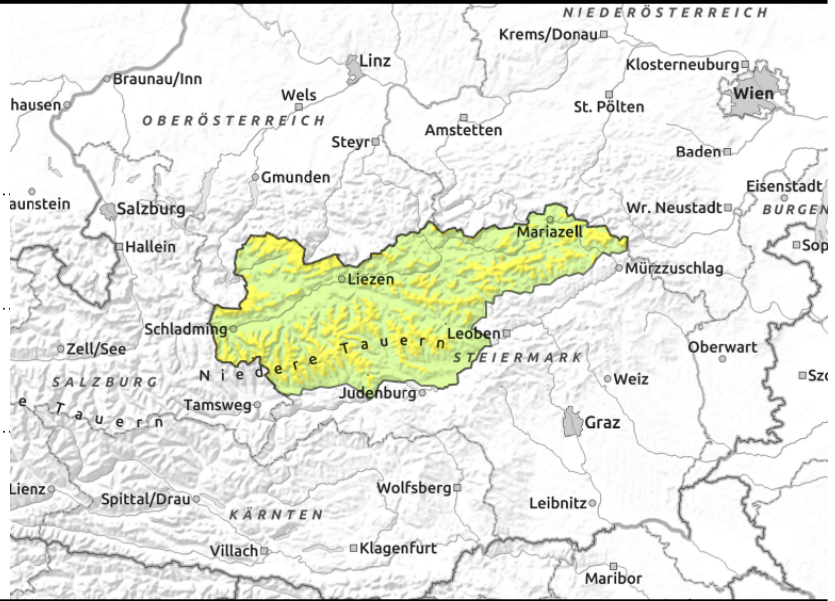 NIEDERÖSTERREICH
Krems/Donau
Linz
Klosterneuburg
Braunau/Inn
Wien
Wels
hausen
St. Pölten
OBERÖSTERREICH
Amstetten
Steyr
Baden
Gmunden
Eisenstadt
aunstein
Salzburg
Wr. Neustadt
BURGEN
Mariazell
Hallein
Sop
Mürzzuschlag
Liezen
Schladming
Leoben
Niedere Tauern
Zell/See
Oberwart
STEIERMARK
SALZBURG
Weiz
Szo
Judenburg
Tamsweg
e Tauern
Graz
Wolfsberg
Lienz
Spittal/Drau
Leibnitz
KÄRNTEN
Villach
Klagenfurt
Maribor